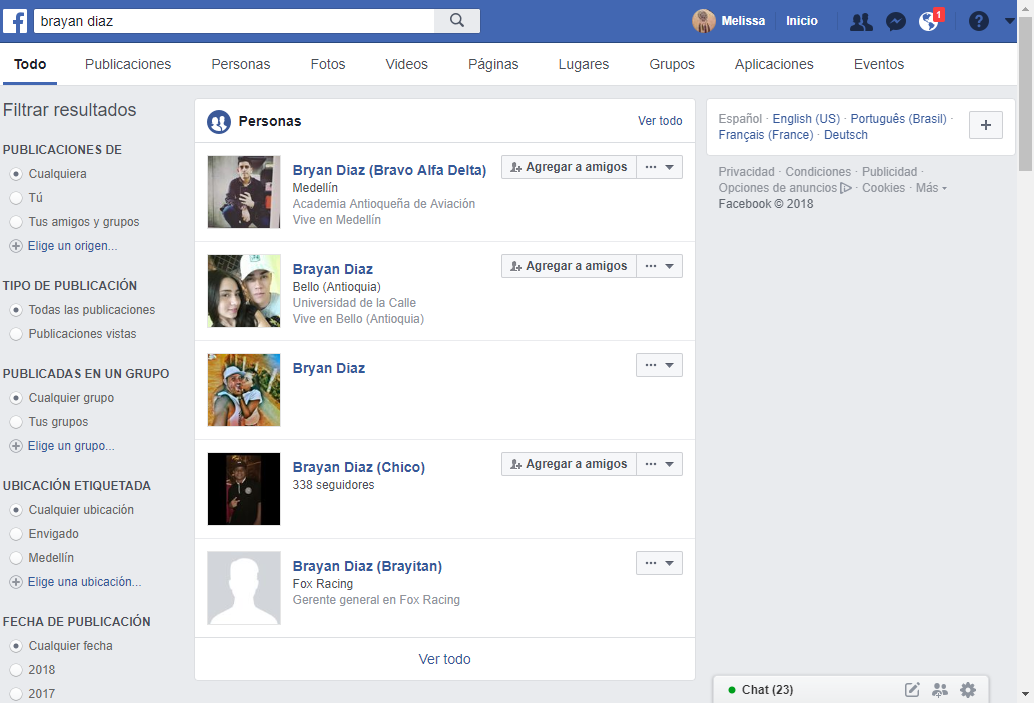 brayan diaz
Melissa
Inicio
1
Todo
Publicaciones
Personas
Fotos
Videos
Páginas
Lugares
Grupos
Aplicaciones
Eventos
Filtrar resultados
PUBLICACIONES DE
Cualquiera
Tú
Tus amigos y grupos
Elige un origen...
TIPO DE PUBLICACIÓN
Todas las publicaciones
Publicaciones vistas
PUBLICADAS EN UN GRUPO
Cualquier grupo
Tus grupos
Elige un grupo...
UBICACIÓN ETIQUETADA
Cualquier ubicación
Envigado
Medellín
Elige una ubicación...
FECHA DE PUBLICACIÓN
Cualquier fecha
2018
2017
Personas
Ver todo
Bryan Diaz (Bravo Alfa Delta)
Agregar a amigos
Medellín
Academia Antioqueña de Aviación
Vive en Medellín
Brayan Diaz
Agregar a amigos
Bello (Antioquia)
Universidad de la Calle
Vive en Bello (Antioquia)
Bryan Diaz
Brayan Diaz (Chico)
Agregar a amigos
338 seguidores
Brayan Diaz (Brayitan)
Fox Racing
Gerente general en Fox Racing
Ver todo
Español · English (US) · Português (Brasil) ·
Français (France) · Deutsch
Privacidad · Condiciones · Publicidad ·
Opciones de anuncios · Cookies · Más
Facebook © 2018
Chat (23)